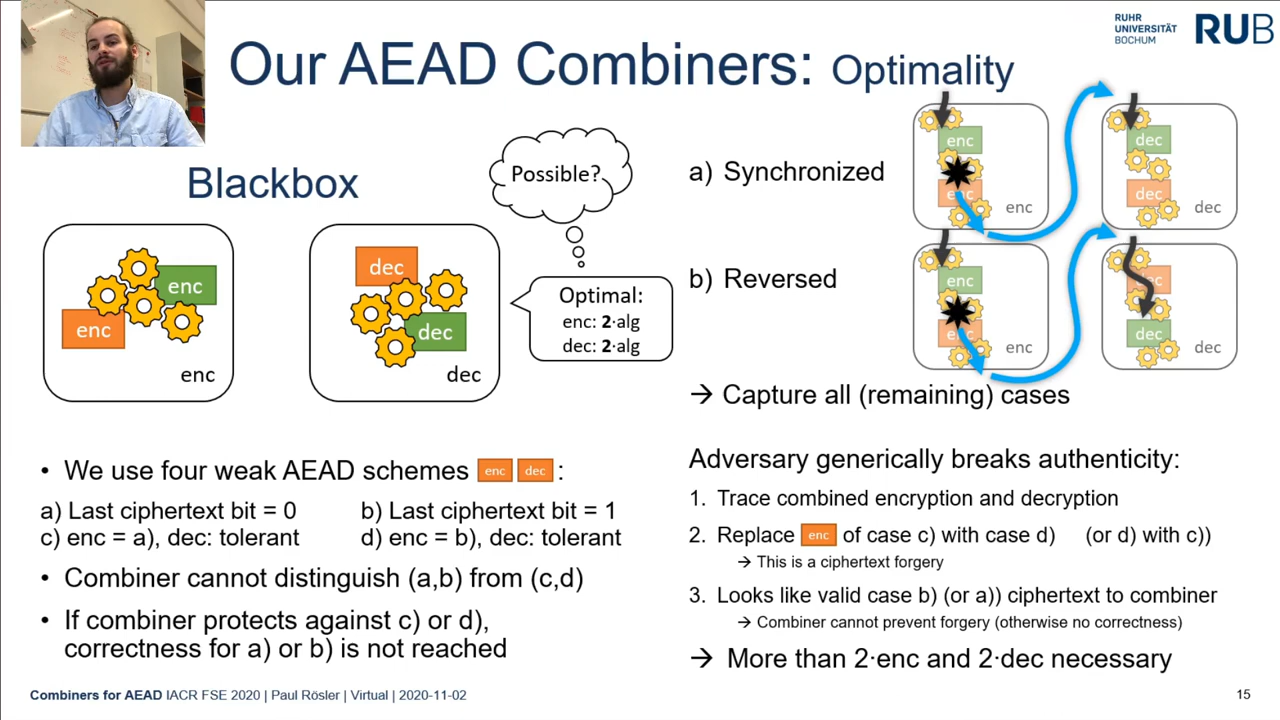 RUHR
UNIVERSITÄT
BOCHUM
RUB
Our AEAD Combiners: Optimality
Blackbox
enc
enc
enc
dec
dec
dec
Possible?
Optimal:
enc: 2·alg
dec: 2·alg
a) Synchronized
enc
enc
enc
dec
dec
dec
b) Reversed
enc
enc
enc
dec
dec
→ Capture all (remaining) cases
• We use four weak AEAD schemes enc dec :
a) Last ciphertext bit = 0
b) Last ciphertext bit = 1
c) enc = a), dec: tolerant
d) enc = b), dec: tolerant
• Combiner cannot distinguish (a,b) from (c,d)
• If combiner protects against c) or d),
correctness for a) or b) is not reached
Adversary generically breaks authenticity:
1. Trace combined encryption and decryption
2. Replace enc of case c) with case d) (or d) with c))
→ This is a ciphertext forgery
3. Looks like valid case b) (or a)) ciphertext to combiner
→ Combiner cannot prevent forgery (otherwise no correctness)
→ More than 2·enc and 2·dec necessary
Combiners for AEAD IACR FSE 2020 | Paul Rösler | Virtual | 2020-11-02
15